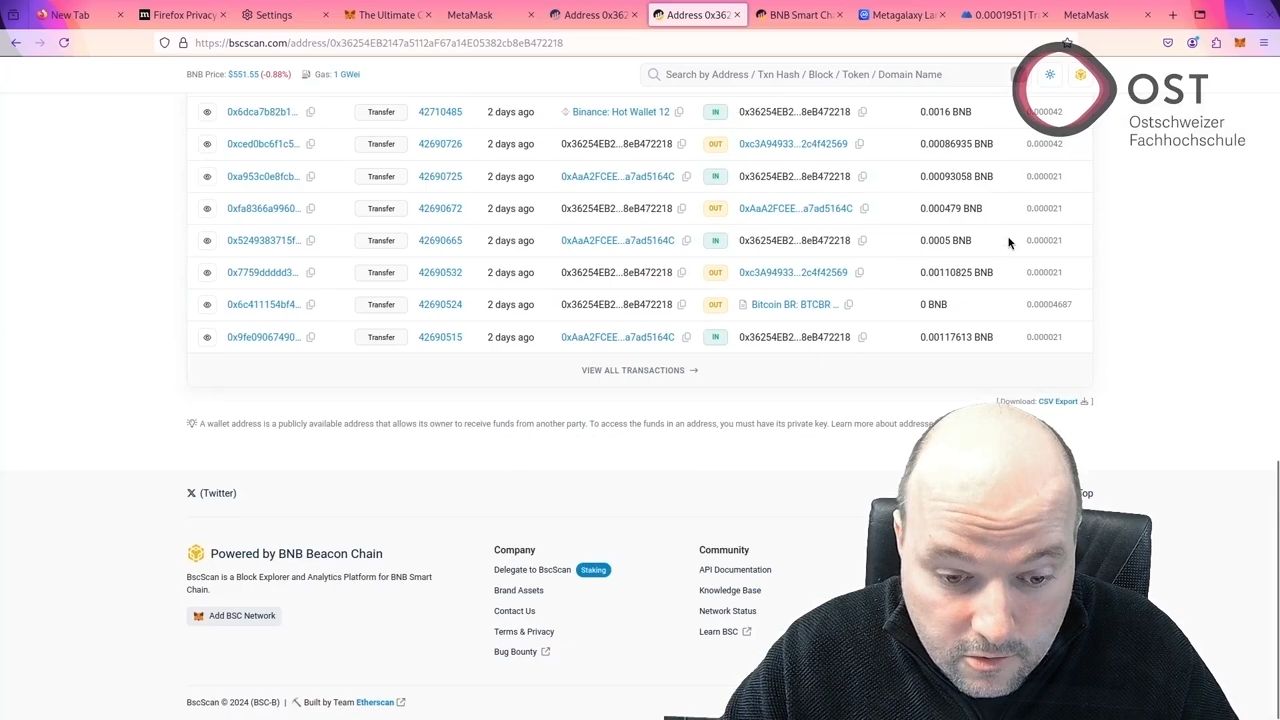 New Tab
Firefox Privacy
Settings
The Ultimate C
MetaMask
Address 0x362
Address 0x362
BNB Smart Ch
Metagalaxy La
0.0001951 | Tr
MetaMask
https://bscscan.com/address/0x36254EB2147a5112aF67a14E05382cb8eB472218
BNB Price: $551.55 (-0.88%) Gas: 1 GWei
Search by Address / Txn Hash / Block / Token / Domain Name
OST
Ostschweizer
Fachhochschule
0x6dca7b82b1... Transfer 42710485 2 days ago Binance: Hot Wallet 12 IN 0x36254EB2...8eB472218 0.0016 BNB 0.000042
0xced0bc6f1c5... Transfer 42690726 2 days ago 0x36254EB2...8eB472218 OUT 0xc3A94933...2c4f42569 0.00086935 BNB 0.000042
0xa953c0e8fcb... Transfer 42690725 2 days ago 0xAaA2FCEE...a7ad5164C IN 0x36254EB2...8eB472218 0.00093058 BNB 0.000021
0xfa8366a9960... Transfer 42690672 2 days ago 0x36254EB2...8eB472218 OUT 0xAaA2FCEE...a7ad5164C 0.000479 BNB 0.000021
0x5249383715f... Transfer 42690665 2 days ago 0xAaA2FCEE...a7ad5164C IN 0x36254EB2...8eB472218 0.0005 BNB 0.000021
0x7759ddddd3... Transfer 42690532 2 days ago 0x36254EB2...8eB472218 OUT 0xc3A94933...2c4f42569 0.00110825 BNB 0.000021
0x6c411154bf4... Transfer 42690524 2 days ago 0x36254EB2...8eB472218 OUT Bitcoin BR: BTCBR ... 0 BNB 0.00004687
0x9fe09067490... Transfer 42690515 2 days ago 0xAaA2FCEE...a7ad5164C IN 0x36254EB2...8eB472218 0.00117613 BNB 0.000021
VIEW ALL TRANSACTIONS →
[ Download: CSV Export ]
A wallet address is a publicly available address that allows its owner to receive funds from another party. To access the funds in an address, you must have its private key. Learn more about addresse
X (Twitter)
Top
Powered by BNB Beacon Chain
BscScan is a Block Explorer and Analytics Platform for BNB Smart
Chain.
Add BSC Network
Company
Delegate to BscScan Staking
Brand Assets
Contact Us
Terms & Privacy
Bug Bounty
Community
API Documentation
Knowledge Base
Network Status
Learn BSC
BscScan © 2024 (BSC-B) | Built by Team Etherscan